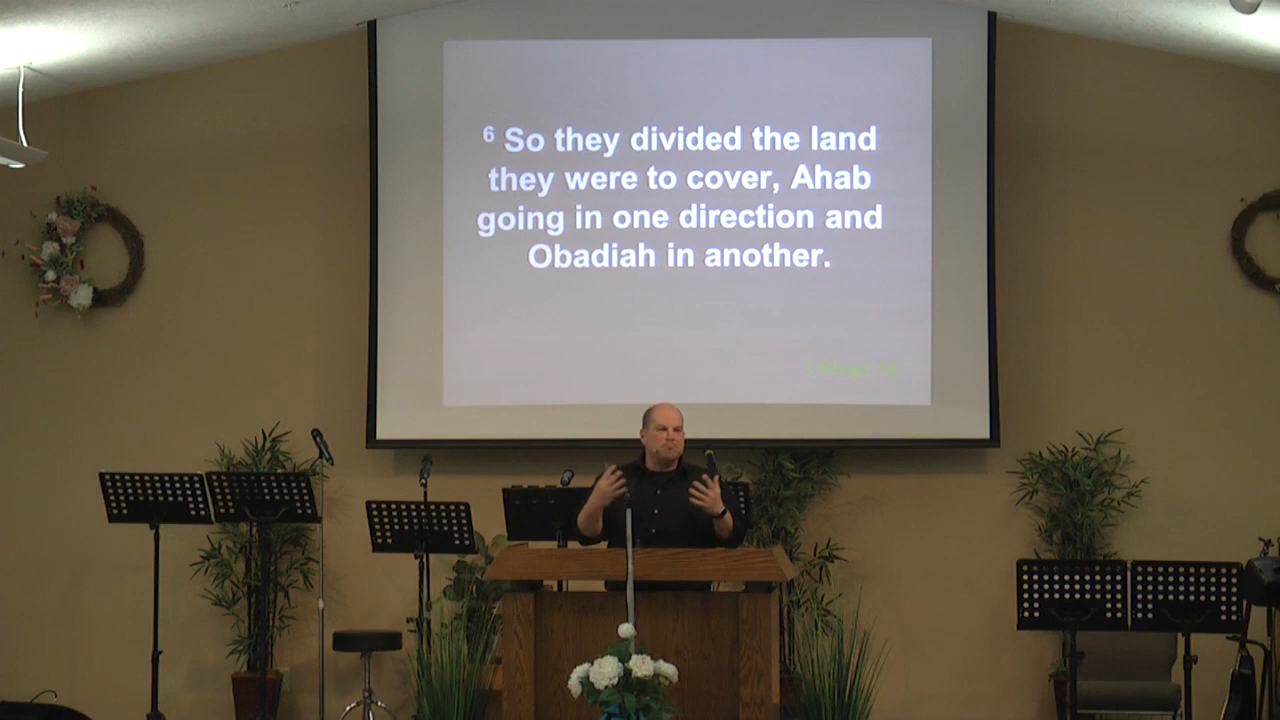 6 So they divided the land
they were to cover, Ahab
going in one direction and
Obadiah in another.